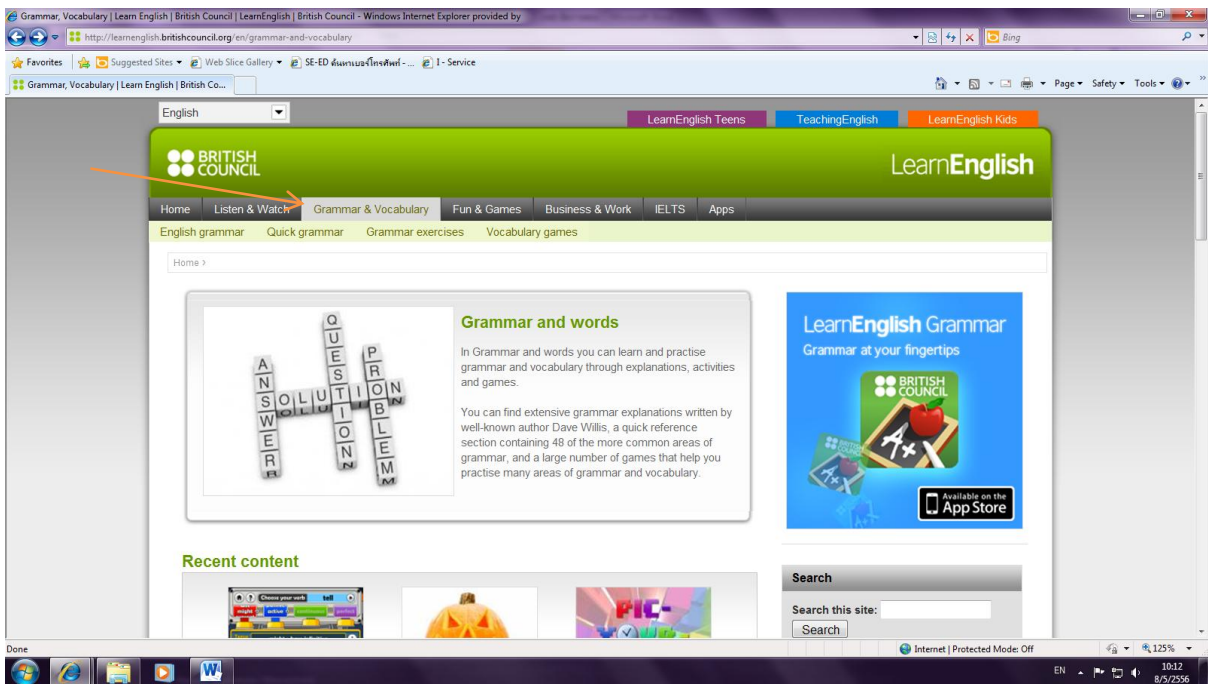 Grammar, Vocabulary | Learn English | British Council | LearnEnglish | British Council - Windows Internet Explorer provided by
http://learnenglish.britishcouncil.org/en/grammar-and-vocabulary
Bing
Favorites Suggested Sites Web Slice Gallery SE-ED ค้นหาเบอร์โทรศัพท์ - ... I - Service
Grammar, Vocabulary | Learn English | British Co...
Page Safety Tools
English
LearnEnglish Teens TeachingEnglish LearnEnglish Kids
BRITISH
COUNCIL
LearnEnglish
Home Listen & Watch Grammar & Vocabulary Fun & Games Business & Work IELTS Apps
English grammar Quick grammar Grammar exercises Vocabulary games
Home >
QUESTION
ANSWER
SOLUTION
PROBLEM
Grammar and words
In Grammar and words you can learn and practise
grammar and vocabulary through explanations, activities
and games.
You can find extensive grammar explanations written by
well-known author Dave Willis, a quick reference
section containing 48 of the more common areas of
grammar, and a large number of games that help you
practise many areas of grammar and vocabulary.
LearnEnglish Grammar
Grammar at your fingertips
BRITISH
COUNCIL
A+
Available on the
App Store
Recent content
Choose your verb tell
might active continuous perfect
PIC-
YOUR-
Search
Search this site:
Search
Done
Internet | Protected Mode: Off
125%
EN
10:12
8/5/2556